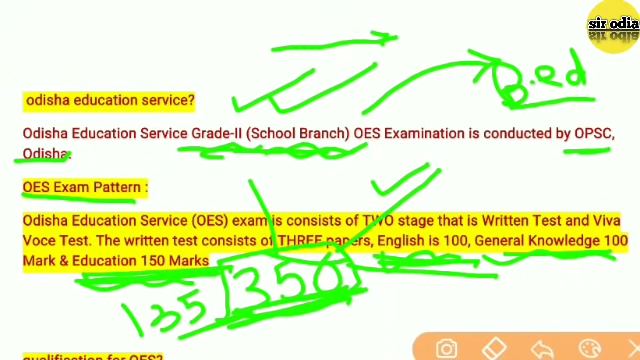 sir odia
B.ed
odisha education service?
Odisha Education Service Grade-II (School Branch) OES Examination is conducted by OPSC,
Odisha.
OES Exam Pattern :
Odisha Education Service (OES) exam is consists of TWO stage that is Written Test and Viva
Voce Test. The written test consists of THREE papers, English is 100, General Knowledge 100
Mark & Education 150 Marks
135 350
qualification for OES?